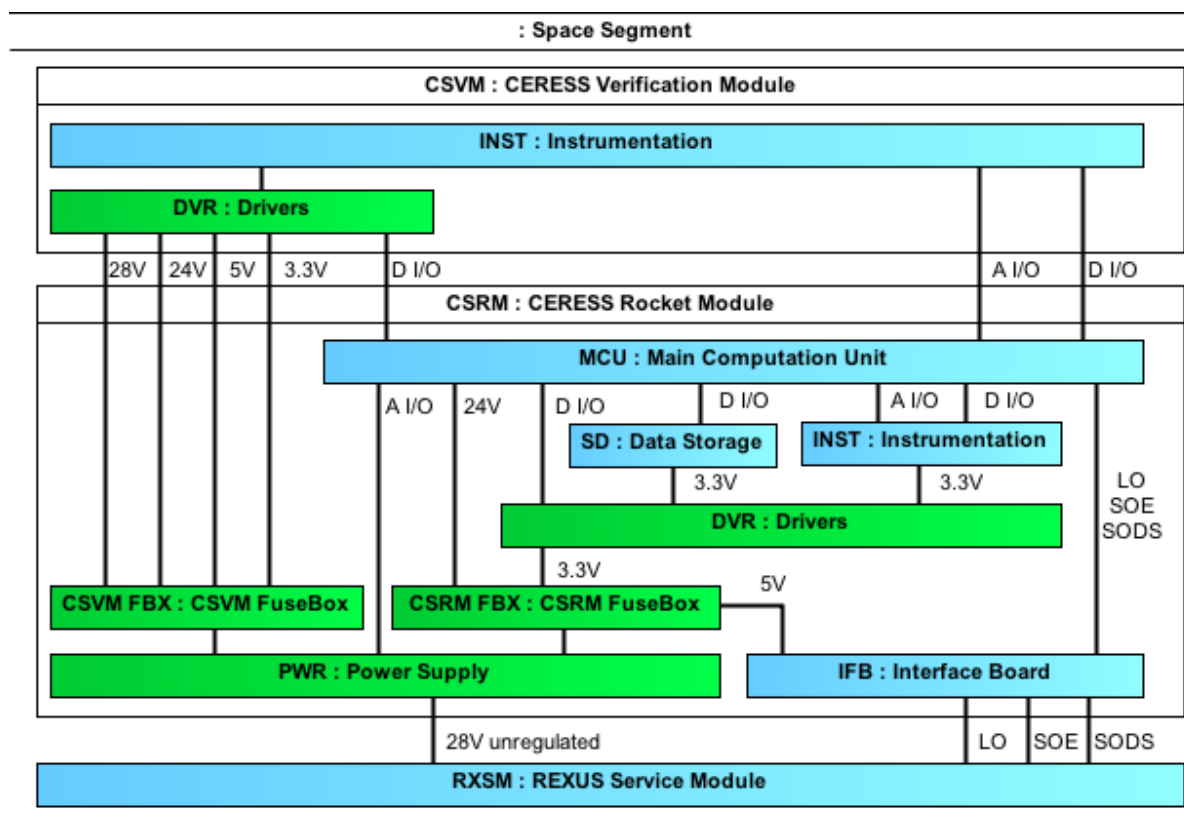 : Space Segment
CSVM : CERESS Verification Module
INST : Instrumentation
DVR : Drivers
28V 24V 5V 3.3V D I/O A I/O D I/O
CSRM : CERESS Rocket Module
MCU : Main Computation Unit
A I/O 24V D I/O D I/O A I/O D I/O
SD : Data Storage INST : Instrumentation
3.3V 3.3V
LO
SOE
SODS
DVR : Drivers
3.3V
5V
CSVM FBX : CSVM FuseBox CSRM FBX : CSRM FuseBox
PWR : Power Supply IFB : Interface Board
28V unregulated LO SOE SODS
RXSM : REXUS Service Module